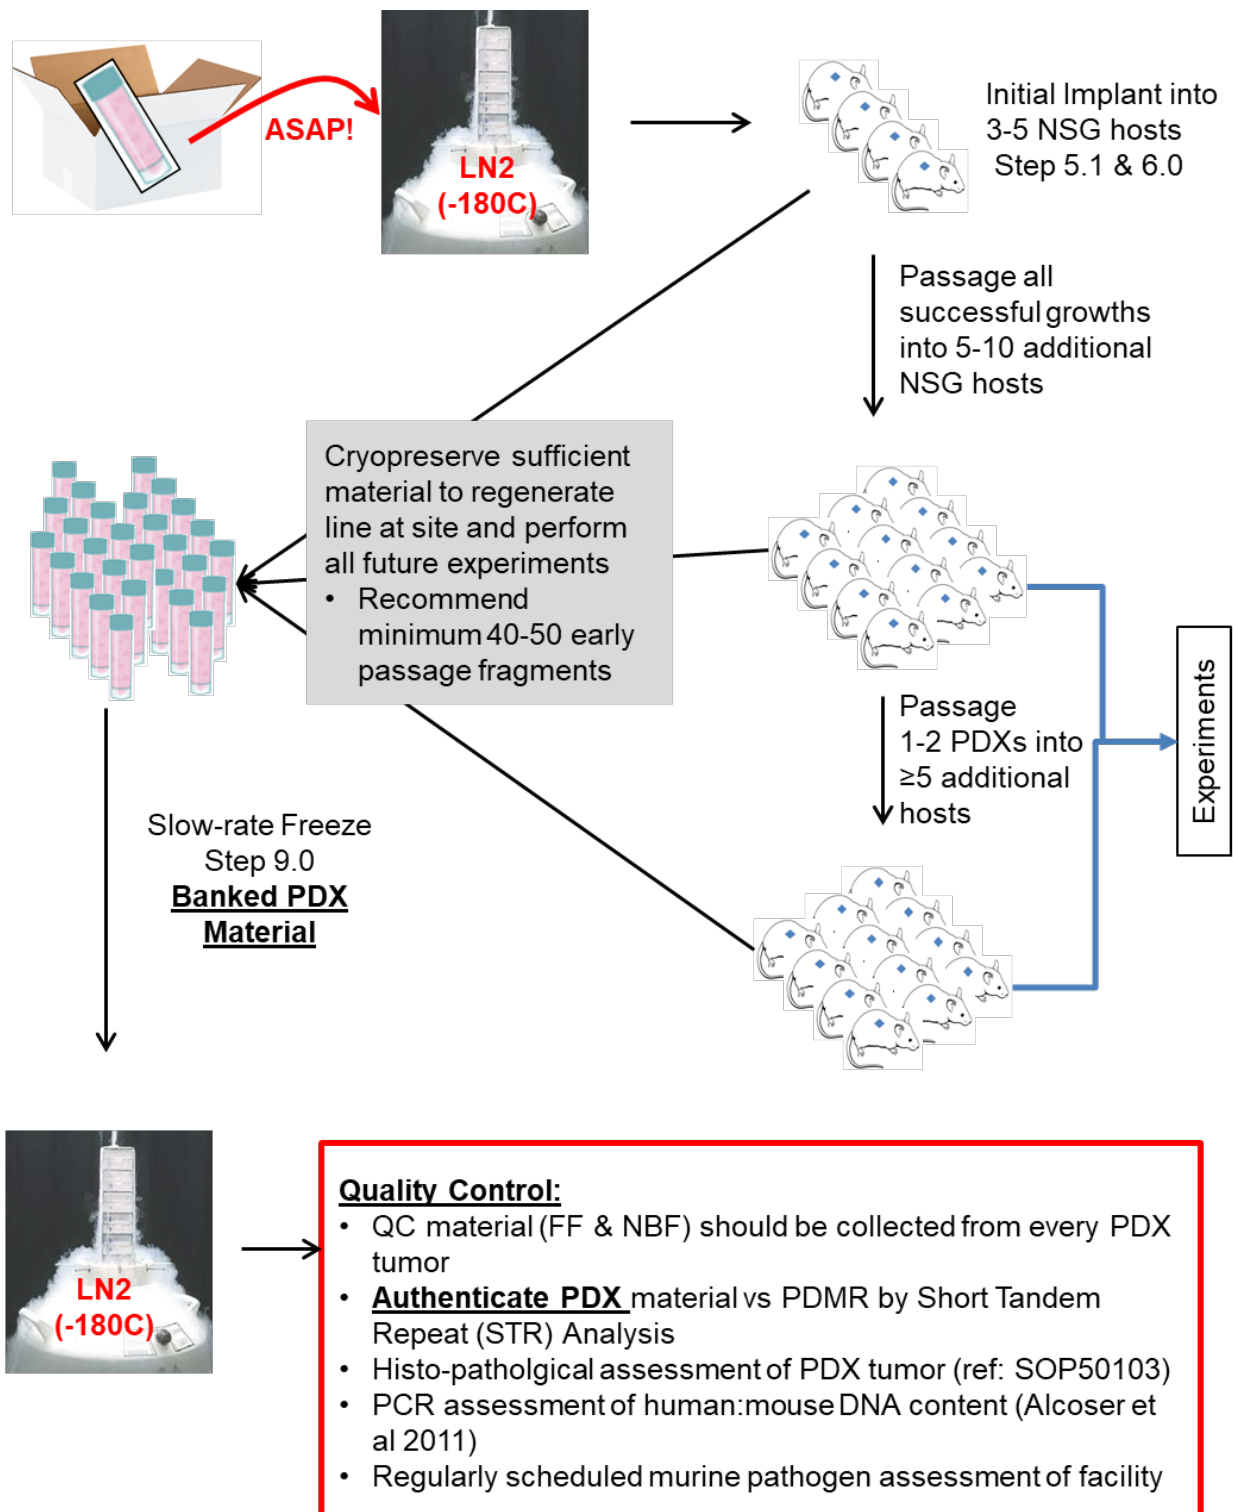 ASAP!
LN2
(-180C)
Initial Implant into
3-5 NSG hosts
Step 5.1 & 6.0
Passage all
successful growths
into 5-10 additional
NSG hosts
Cryopreserve sufficient
material to regenerate
line at site and perform
all future experiments
• Recommend
minimum 40-50 early
passage fragments
Passage
1-2 PDXs into
≥5 additional
hosts
Experiments
Slow-rate Freeze
Step 9.0
Banked PDX
Material
LN2
(-180C)
Quality Control:
• QC material (FF & NBF) should be collected from every PDX
tumor
• Authenticate PDX material vs PDMR by Short Tandem
Repeat (STR) Analysis
• Histo-patholgical assessment of PDX tumor (ref: SOP50103)
• PCR assessment of human:mouse DNA content (Alcoser et
al 2011)
• Regularly scheduled murine pathogen assessment of facility